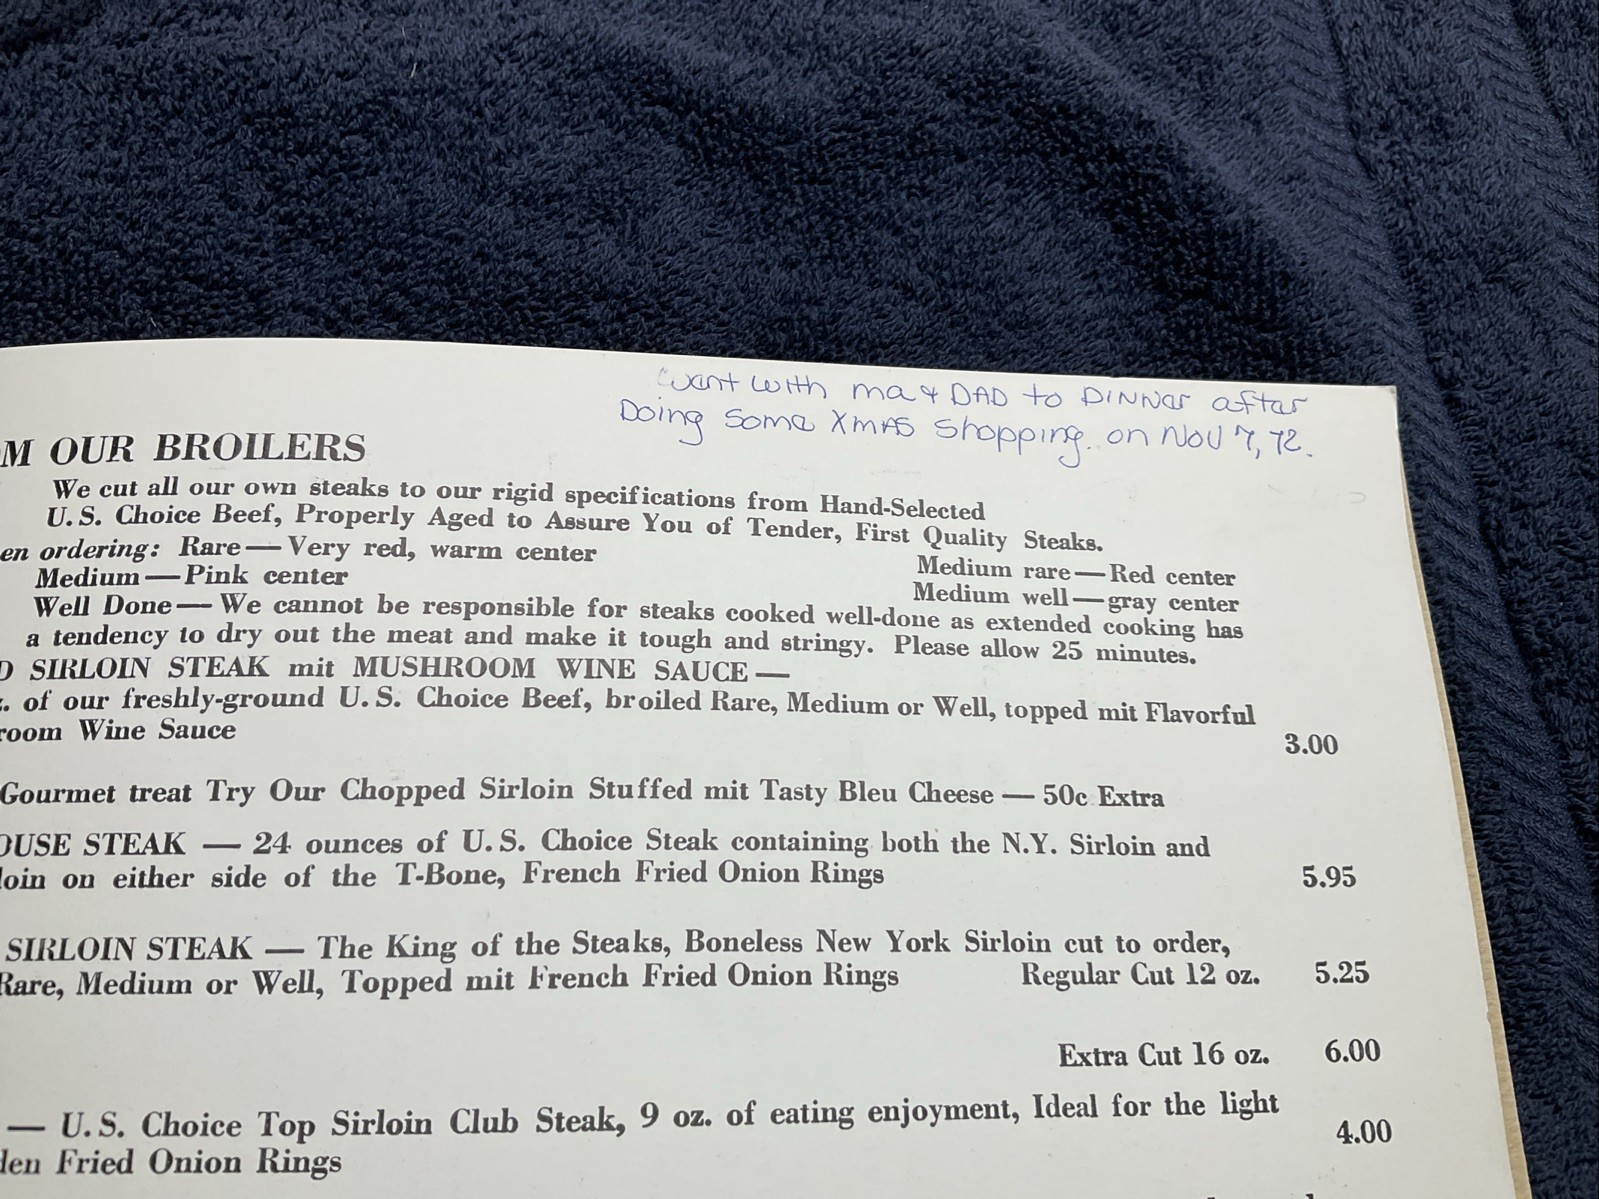 Went with ma & DAD to DINNer after
Doing some XmAS shopping. on Nov 7, 72.
M OUR BROILERS
We cut all our own steaks to our rigid specifications from Hand-Selected
U.S. Choice Beef, Properly Aged to Assure You of Tender, First Quality Steaks.
en ordering: Rare — Very red, warm center
Medium rare — Red center
Medium — Pink center
Medium well — gray center
Well Done — We cannot be responsible for steaks cooked well-done as extended cooking has
a tendency to dry out the meat and make it tough and stringy. Please allow 25 minutes.
D SIRLOIN STEAK mit MUSHROOM WINE SAUCE —
. of our freshly-ground U.S. Choice Beef, broiled Rare, Medium or Well, topped mit Flavorful
room Wine Sauce 3.00
Gourmet treat Try Our Chopped Sirloin Stuffed mit Tasty Bleu Cheese — 50c Extra
OUSE STEAK — 24 ounces of U.S. Choice Steak containing both the N.Y. Sirloin and
loin on either side of the T-Bone, French Fried Onion Rings 5.95
SIRLOIN STEAK — The King of the Steaks, Boneless New York Sirloin cut to order,
Rare, Medium or Well, Topped mit French Fried Onion Rings Regular Cut 12 oz. 5.25
Extra Cut 16 oz. 6.00
— U.S. Choice Top Sirloin Club Steak, 9 oz. of eating enjoyment, Ideal for the light
den Fried Onion Rings 4.00